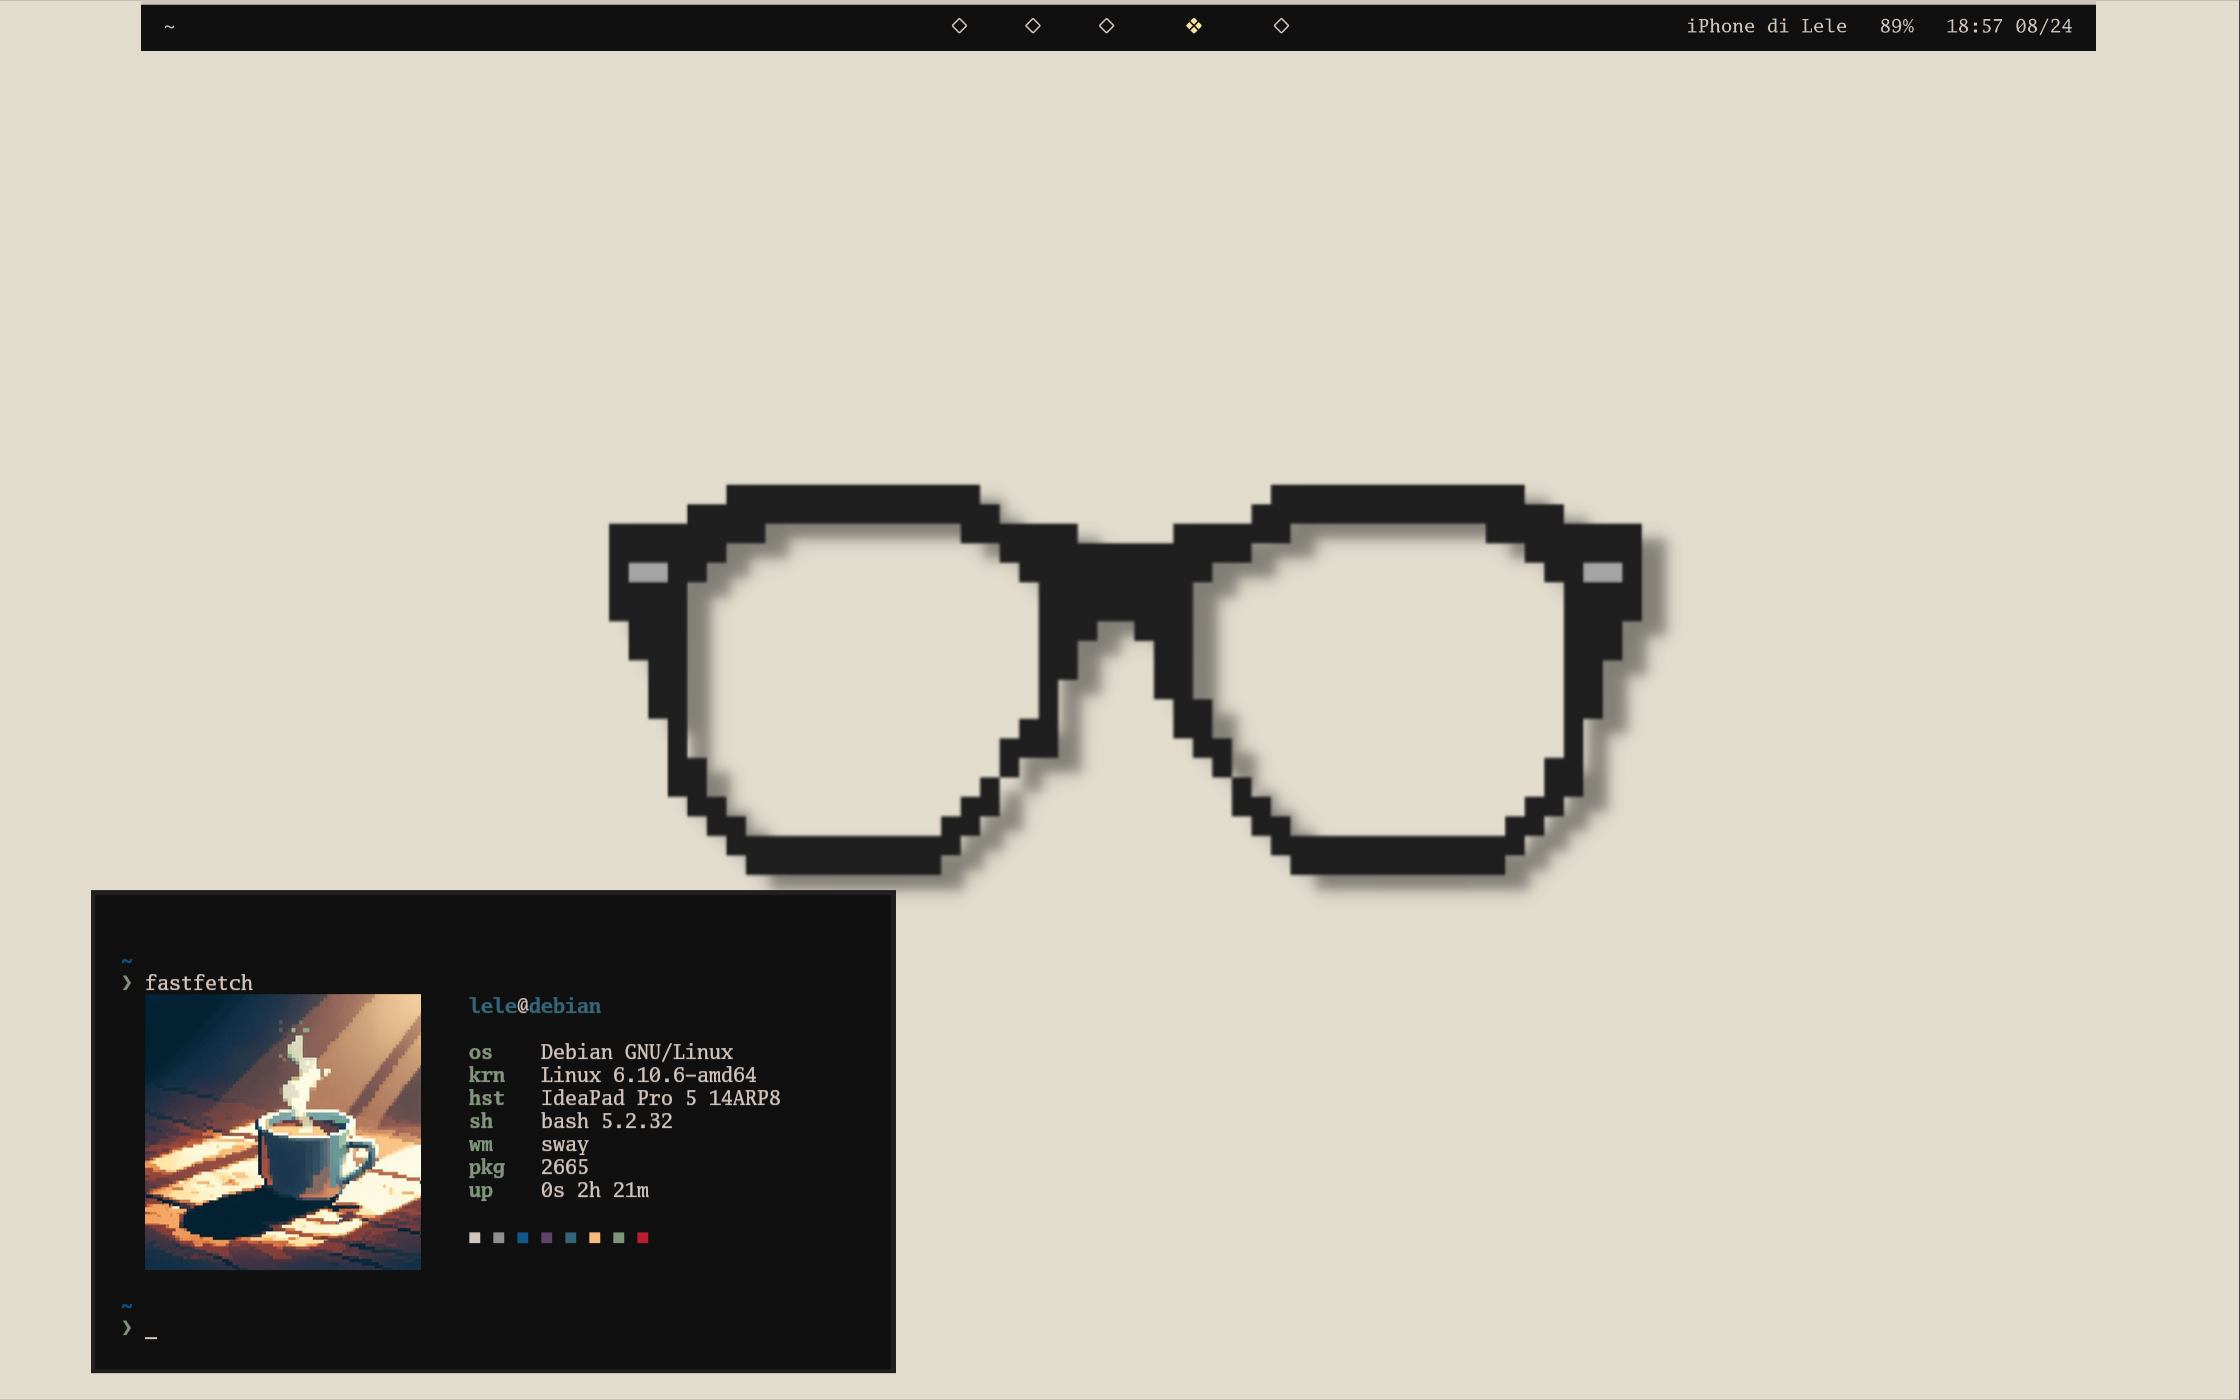 ~ ◇ ◇ ◇ ❖ ◇ iPhone di Lele 89% 18:57 08/24
~
❯ fastfetch
lele@debian
os Debian GNU/Linux
krn Linux 6.10.6-amd64
hst IdeaPad Pro 5 14ARP8
sh bash 5.2.32
wm sway
pkg 2665
up 0s 2h 21m
~
❯ _